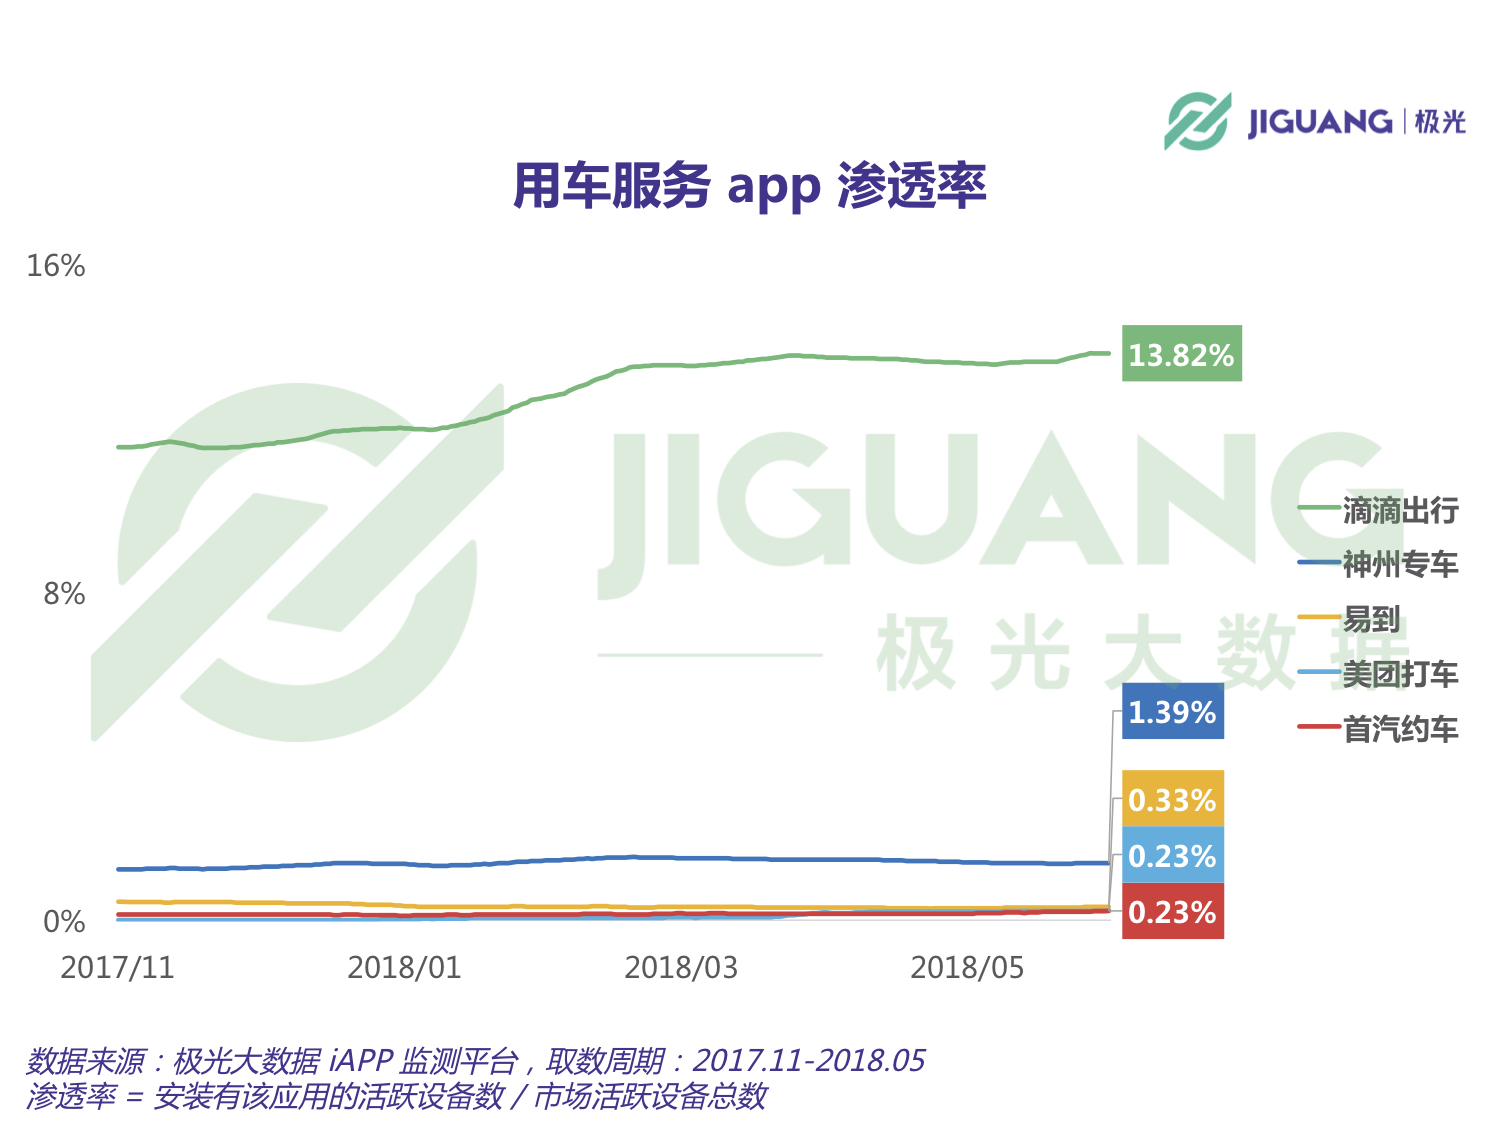 JIGUANG | 极光
用车服务 app 渗透率
16%
8%
0%
13.82%
1.39%
0.33%
0.23%
0.23%
滴滴出行
神州专车
易到
美团打车
首汽约车
JIGUANG
极光大数据
2017/11
2018/01
2018/03
2018/05
数据来源：极光大数据 iAPP 监测平台，取数周期：2017.11-2018.05
渗透率 = 安装有该应用的活跃设备数 / 市场活跃设备总数